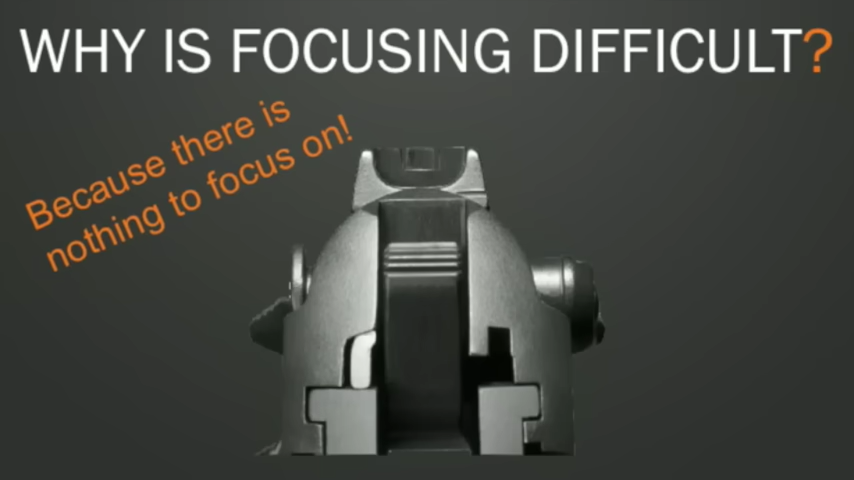 WHY IS FOCUSING DIFFICULT?
Because there is
nothing to focus on!